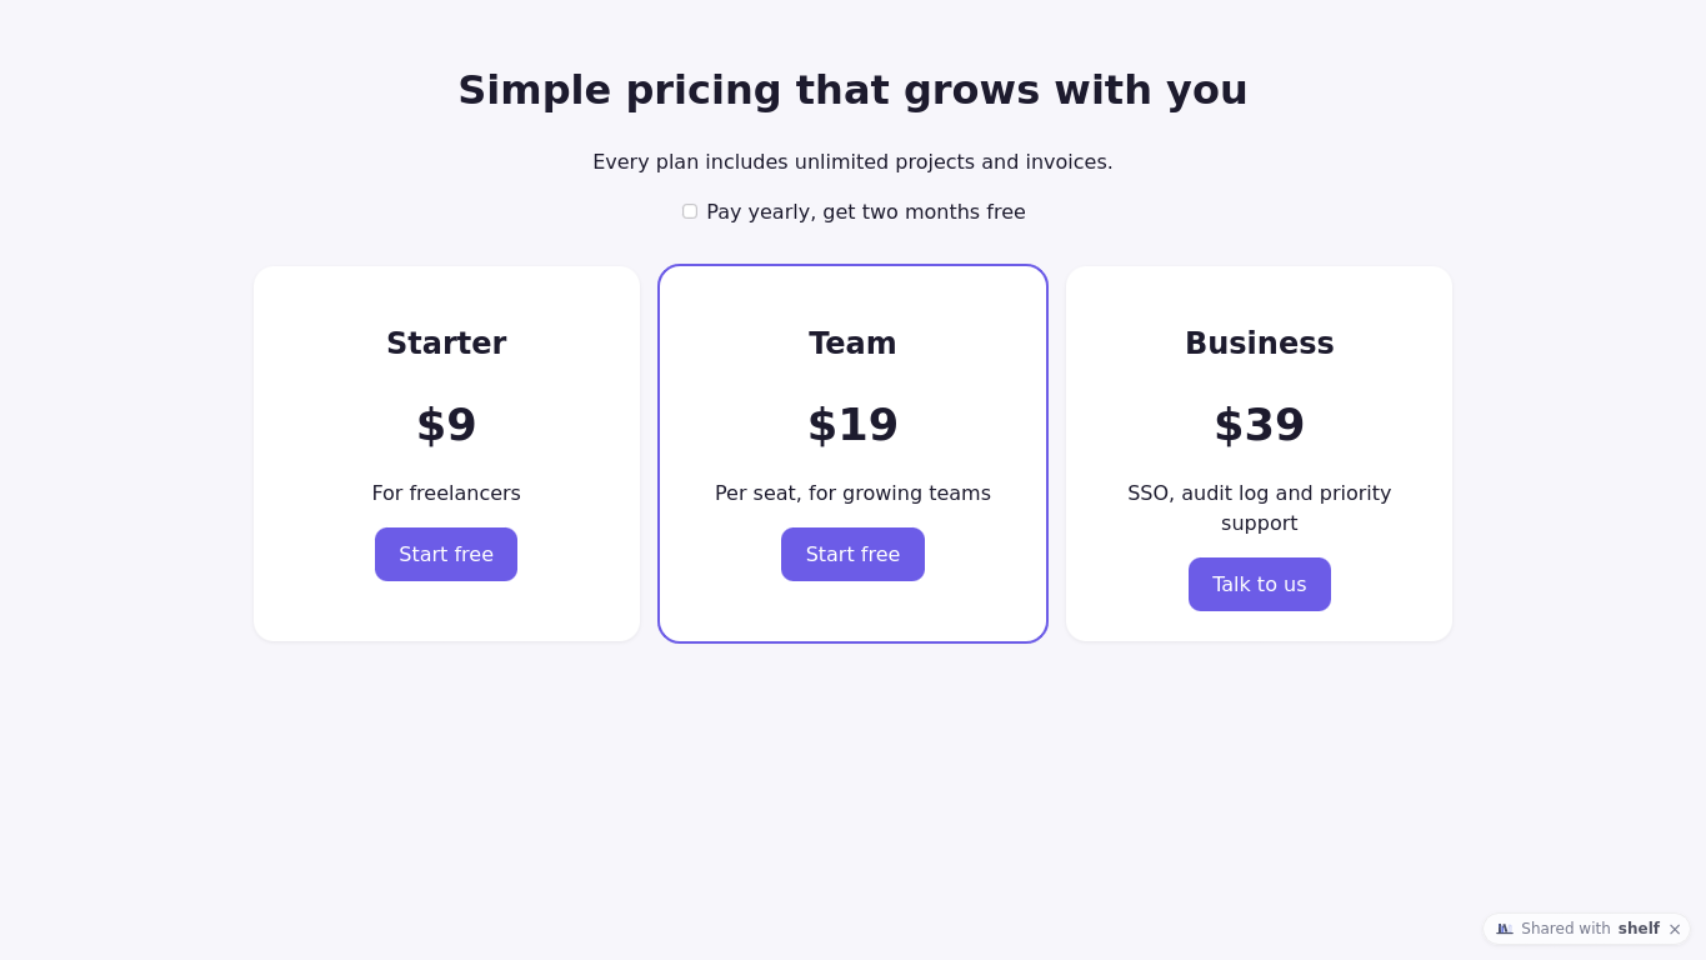 Simple pricing that grows with you
Every plan includes unlimited projects and invoices.
Pay yearly, get two months free
Starter
$9
For freelancers
Start free
Team
$19
Per seat, for growing teams
Start free
Business
$39
SSO, audit log and priority
support
Talk to us
Shared with shelf